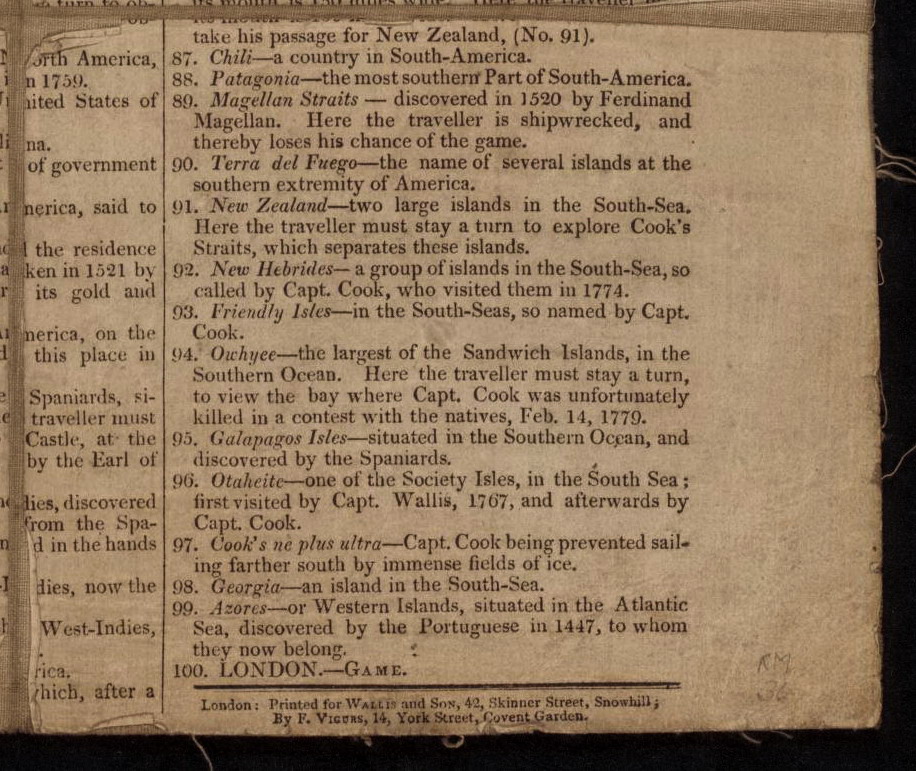 orth America,
n 1759.
nited States of
na.
of government
nerica, said to
the residence
ken in 1521 by
its gold and
nerica, on the
this place in
Spaniards, si-
traveller must
Castle, at the
by the Earl of
dies, discovered
from the Spa-
d in the hands
dies, now the
West-Indies,
rica.
which, after a
take his passage for New Zealand, (No. 91).
87. Chili—a country in South-America.
88. Patagonia—the most southern Part of South-America.
89. Magellan Straits — discovered in 1520 by Ferdinand
Magellan. Here the traveller is shipwrecked, and
thereby loses his chance of the game.
90. Terra del Fuego—the name of several islands at the
southern extremity of America.
91. New Zealand—two large islands in the South-Sea.
Here the traveller must stay a turn to explore Cook's
Straits, which separates these islands.
92. New Hebrides— a group of islands in the South-Sea, so
called by Capt. Cook, who visited them in 1774.
93. Friendly Isles—in the South-Seas, so named by Capt.
Cook.
94. Owhyee—the largest of the Sandwich Islands, in the
Southern Ocean. Here the traveller must stay a turn,
to view the bay where Capt. Cook was unfortunately
killed in a contest with the natives, Feb. 14, 1779.
95. Galapagos Isles—situated in the Southern Ocean, and
discovered by the Spaniards.
96. Otaheite—one of the Society Isles, in the South Sea;
first visited by Capt. Wallis, 1767, and afterwards by
Capt. Cook.
97. Cook's ne plus ultra—Capt. Cook being prevented sail-
ing farther south by immense fields of ice.
98. Georgia—an island in the South-Sea.
99. Azores—or Western Islands, situated in the Atlantic
Sea, discovered by the Portuguese in 1447, to whom
they now belong.
100. LONDON.—GAME.
London: Printed for WALLIS and SON, 42, Skinner Street, Snowhill;
By F. VIGURS, 14, York Street, Covent Garden.